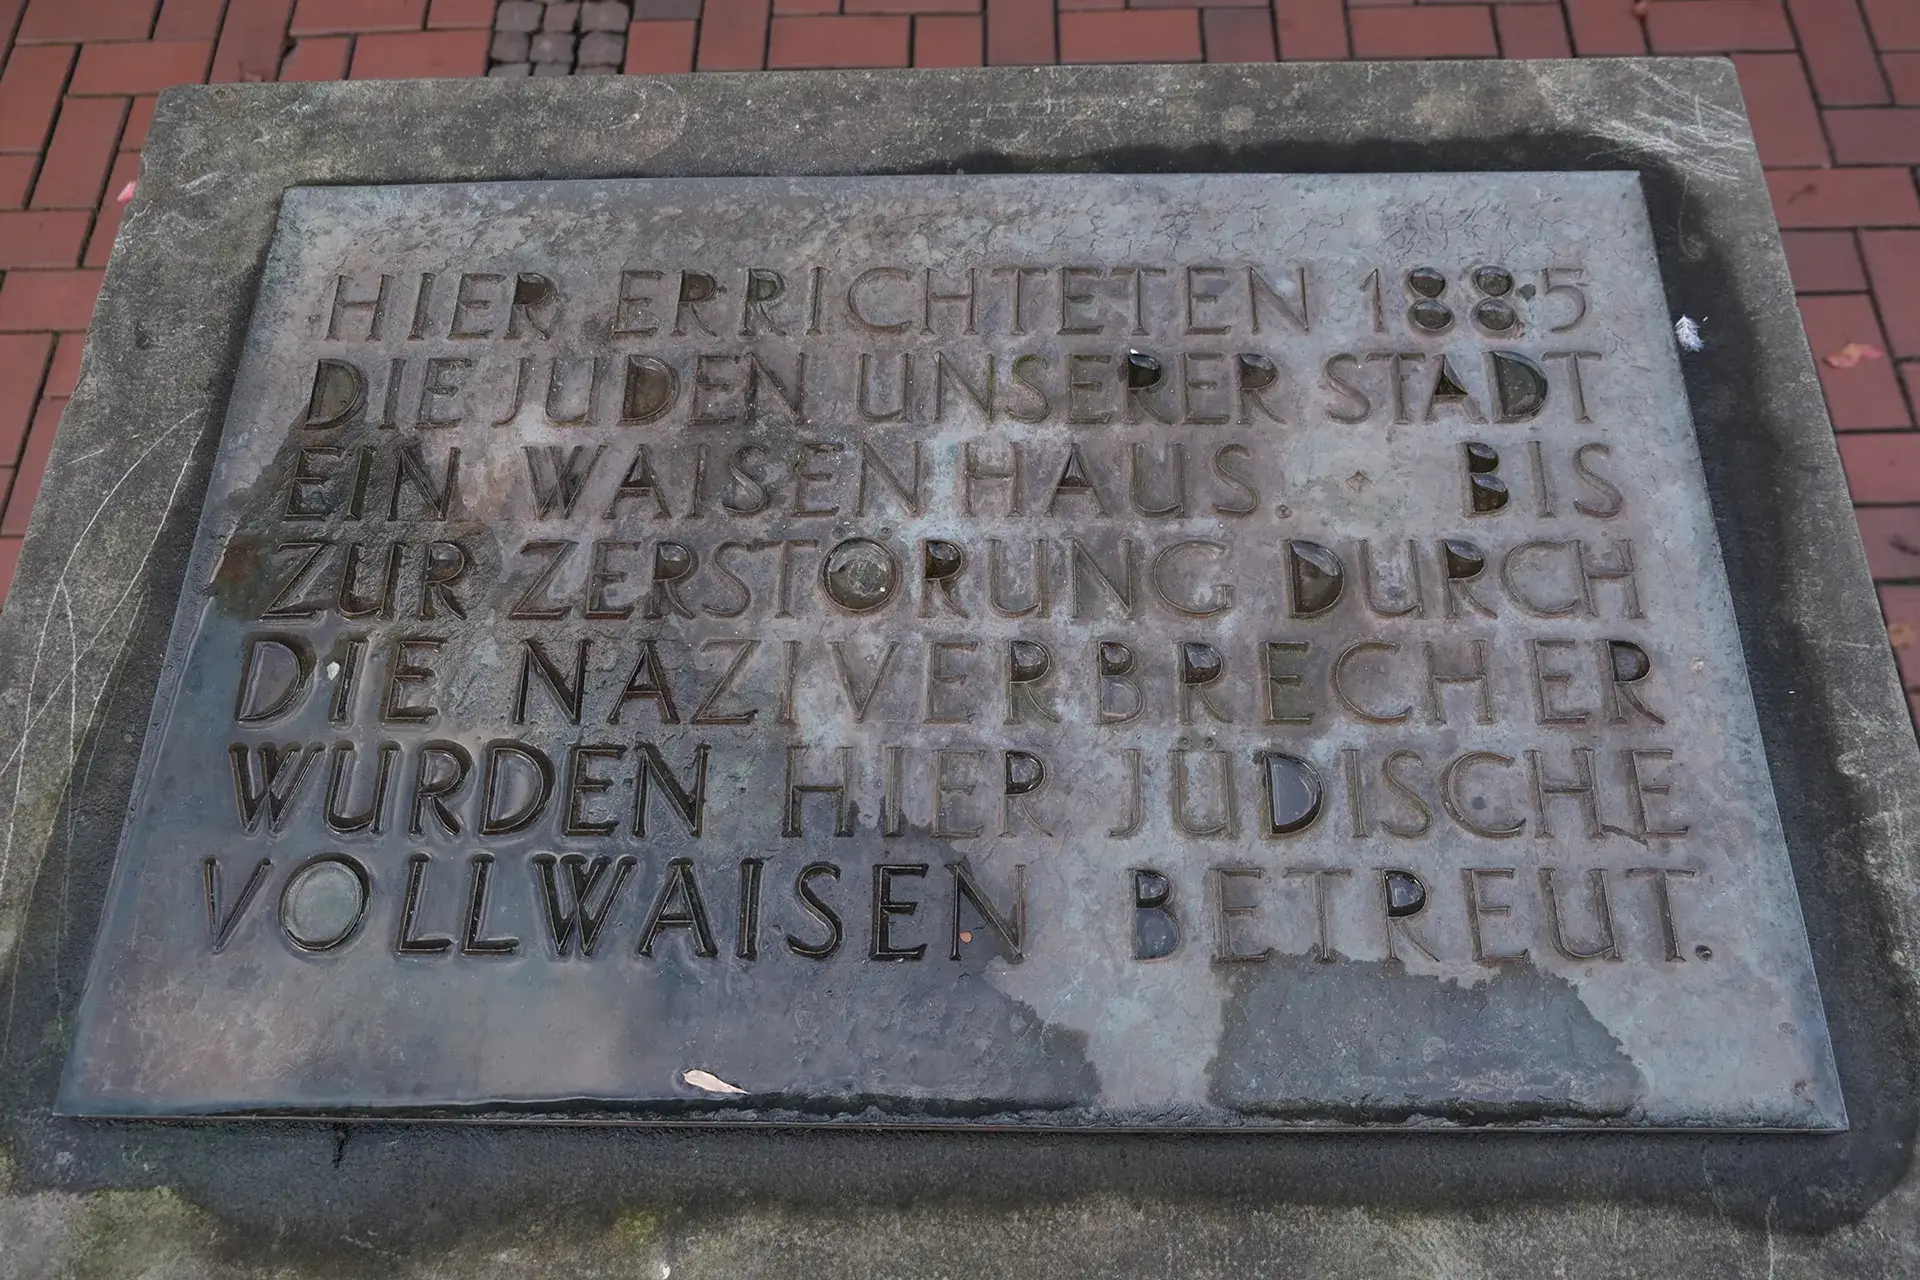 HIER ERRICHTETEN 1885
DIE JUDEN UNSERER STADT
EIN WAISENHAUS. BIS
ZUR ZERSTÖRUNG DURCH
DIE NAZIVERBRECHER
WURDEN HIER JÜDISCHE
VOLLWAISEN BETREUT.